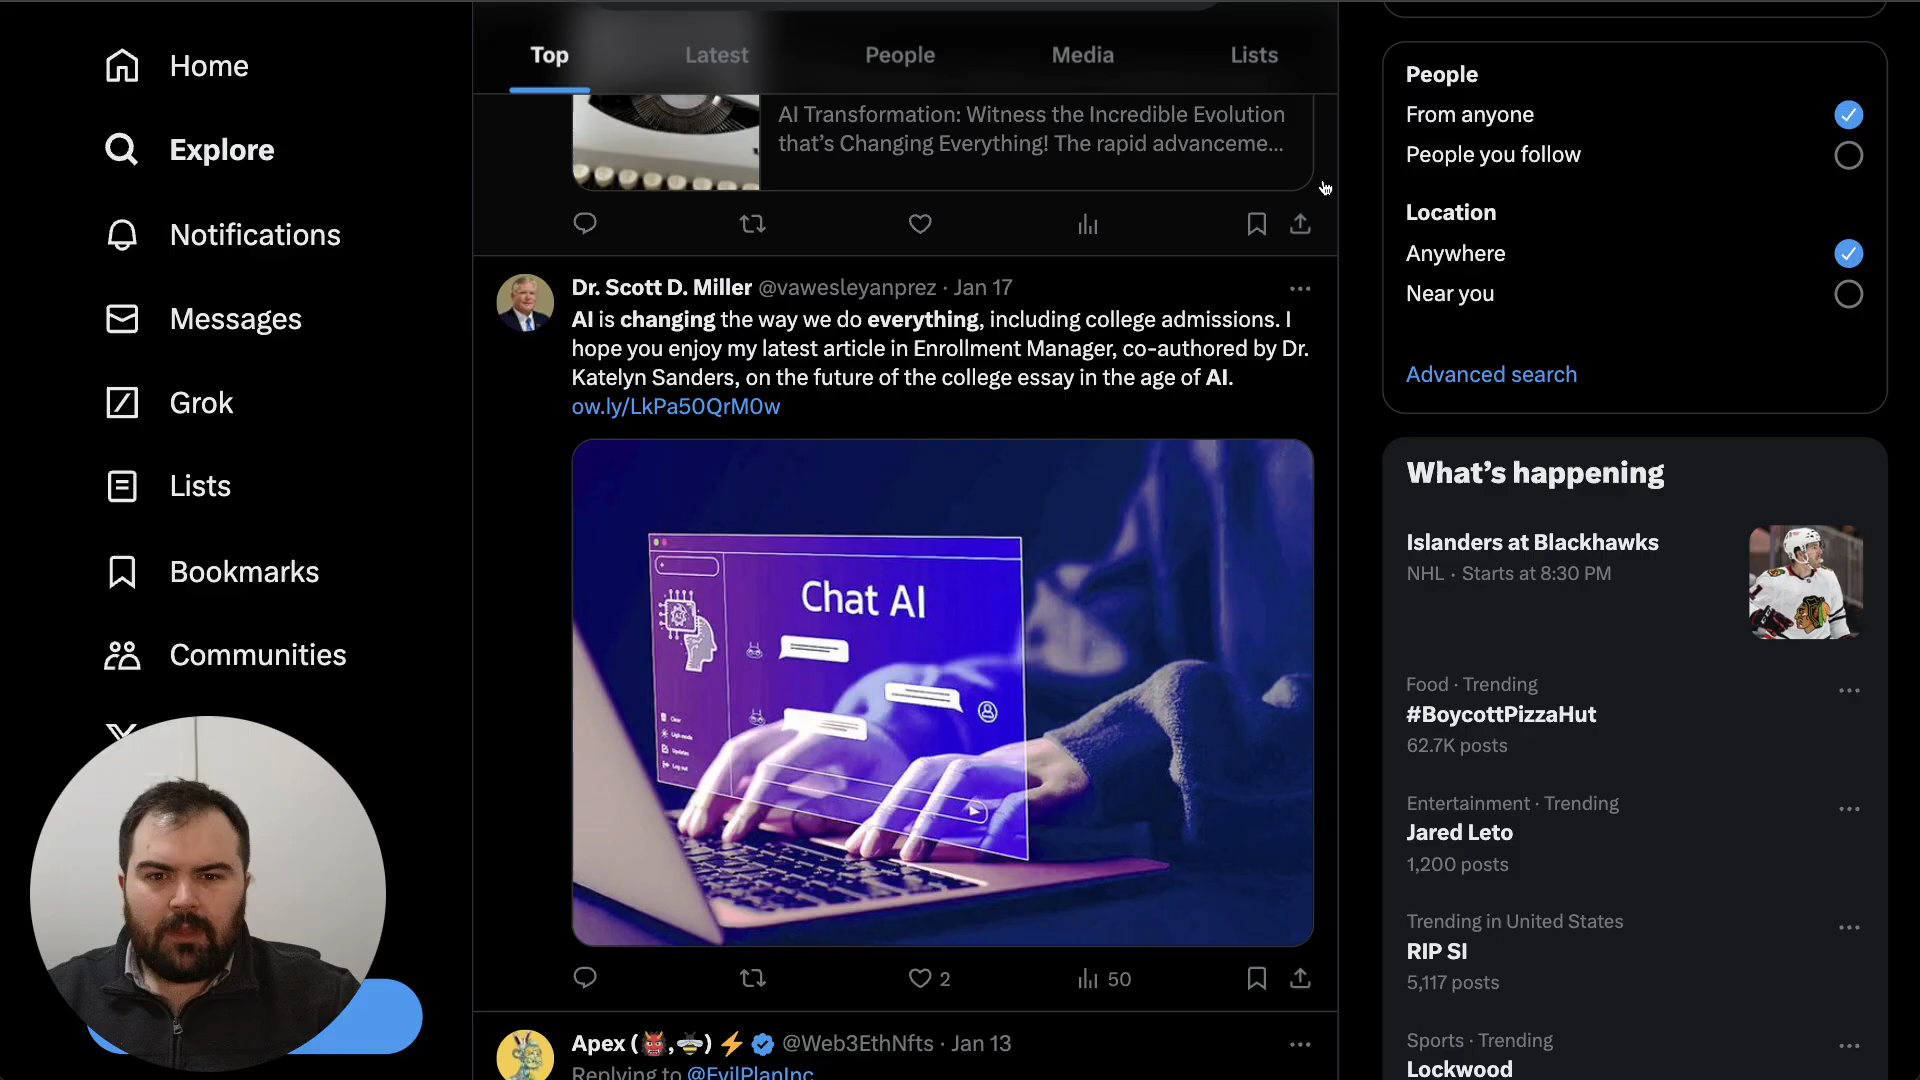 Home
Explore
Notifications
Messages
Grok
Lists
Bookmarks
Communities
Top
Latest
People
Media
Lists
AI Transformation: Witness the Incredible Evolution
that’s Changing Everything! The rapid advanceme...
Dr. Scott D. Miller @vawesleyanprez · Jan 17
AI is changing the way we do everything, including college admissions. I
hope you enjoy my latest article in Enrollment Manager, co-authored by Dr.
Katelyn Sanders, on the future of the college essay in the age of AI.
ow.ly/LkPa50QrM0w
Chat AI
Clear
Light mode
Updates
Log out
2
50
Apex (👹,🐝) ⚡ @Web3EthNfts · Jan 13
Replying to @EvilPlanInc
People
From anyone
People you follow
Location
Anywhere
Near you
Advanced search
What’s happening
Islanders at Blackhawks
NHL · Starts at 8:30 PM
Food · Trending
#BoycottPizzaHut
62.7K posts
Entertainment · Trending
Jared Leto
1,200 posts
Trending in United States
RIP SI
5,117 posts
Sports · Trending
Lockwood